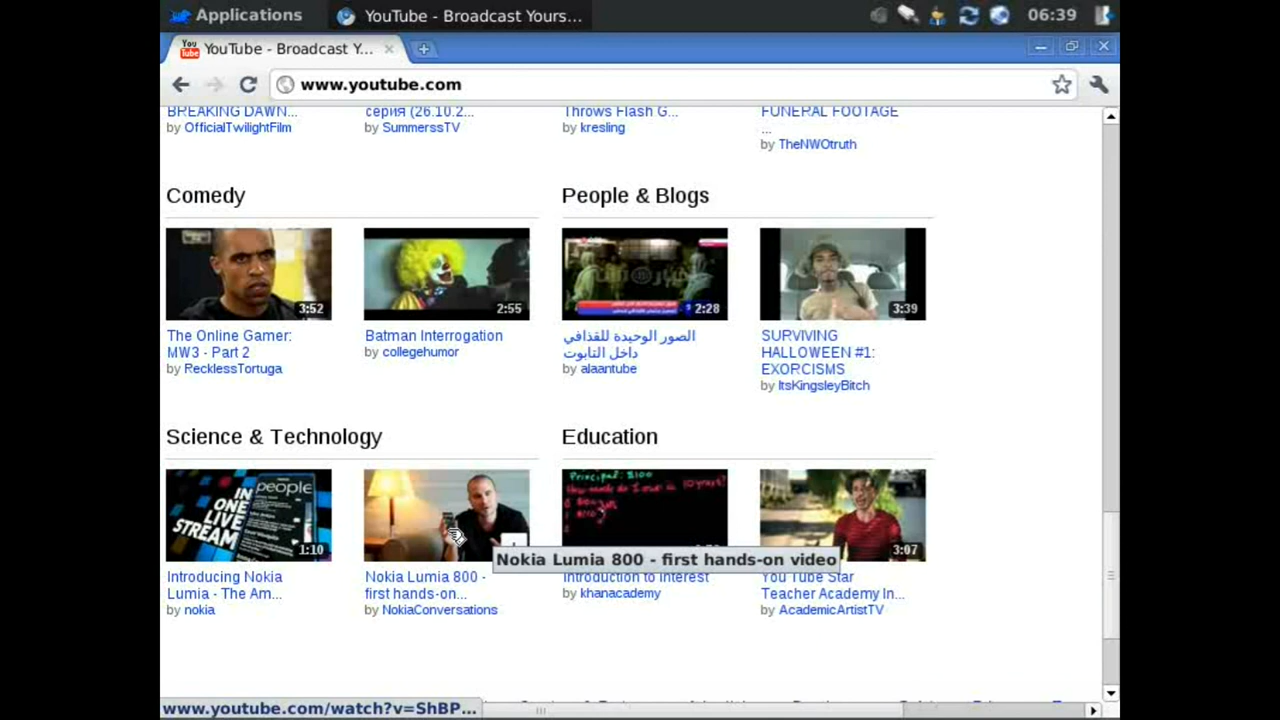 Applications
YouTube - Broadcast Yours...
06:39
You Tube
YouTube - Broadcast Y...
www.youtube.com
BREAKING DAWN...
by OfficialTwilightFilm
серия (26.10.2...
by SummerssTV
Throws Flash G...
by kresling
FUNERAL FOOTAGE
...
by TheNWOtruth
Comedy
3:52
The Online Gamer:
MW3 - Part 2
by RecklessTortuga
2:55
Batman Interrogation
by collegehumor
People & Blogs
2:28
الصور الوحيدة للقذافي
داخل التابوت
by alaantube
3:39
SURVIVING
HALLOWEEN #1:
EXORCISMS
by ItsKingsleyBitch
Science & Technology
IN
ONE
LIVE
STREAM
people
1:10
Introducing Nokia
Lumia - The Am...
by nokia
Nokia Lumia 800 -
first hands-on...
by NokiaConversations
Nokia Lumia 800 - first hands-on video
Education
Principal: $100
Introduction to Interest
by khanacademy
3:07
You Tube Star
Teacher Academy In...
by AcademicArtistTV
www.youtube.com/watch?v=ShBP...